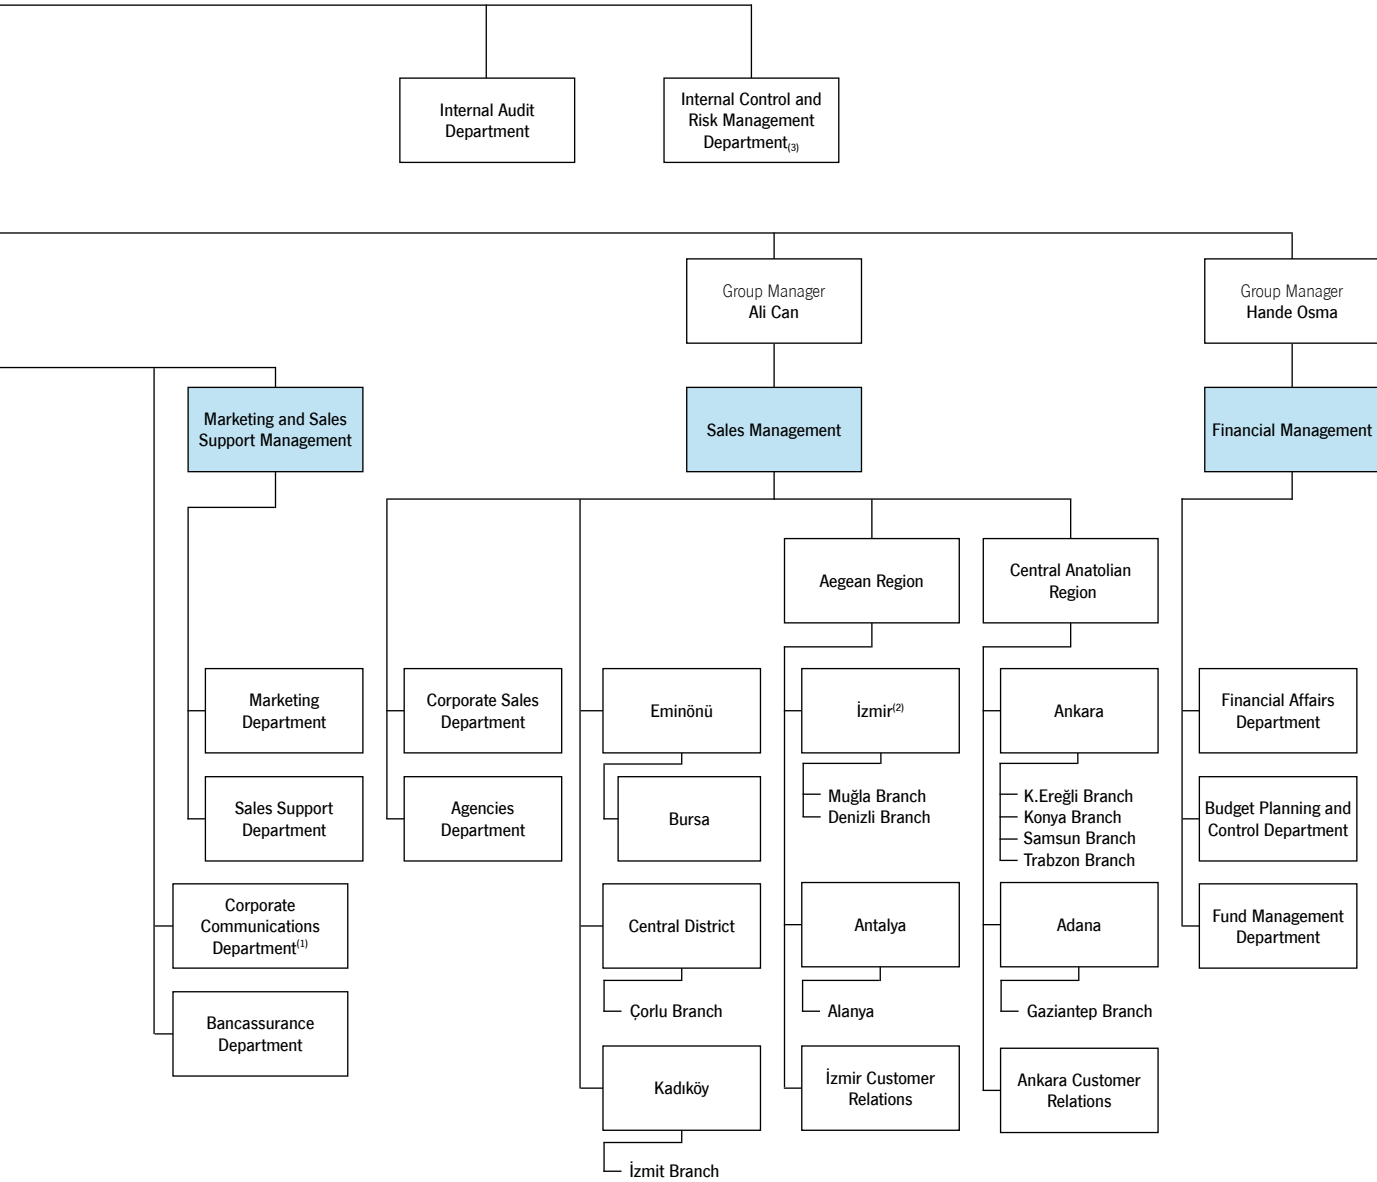 Internal Audit
Department
Internal Control and
Risk Management
Department(3)
Group Manager
Ali Can
Group Manager
Hande Osma
Marketing and Sales
Support Management
Sales Management
Financial Management
Aegean Region
Central Anatolian
Region
Marketing
Department
Corporate Sales
Department
Eminönü
İzmir(2)
Ankara
Financial Affairs
Department
Sales Support
Department
Agencies
Department
Bursa
Muğla Branch
Denizli Branch
K.Ereğli Branch
Konya Branch
Samsun Branch
Trabzon Branch
Budget Planning and
Control Department
Corporate
Communications
Department(1)
Central District
Antalya
Adana
Fund Management
Department
Çorlu Branch
Alanya
Gaziantep Branch
Bancassurance
Department
Kadıköy
İzmir Customer
Relations
Ankara Customer
Relations
İzmit Branch